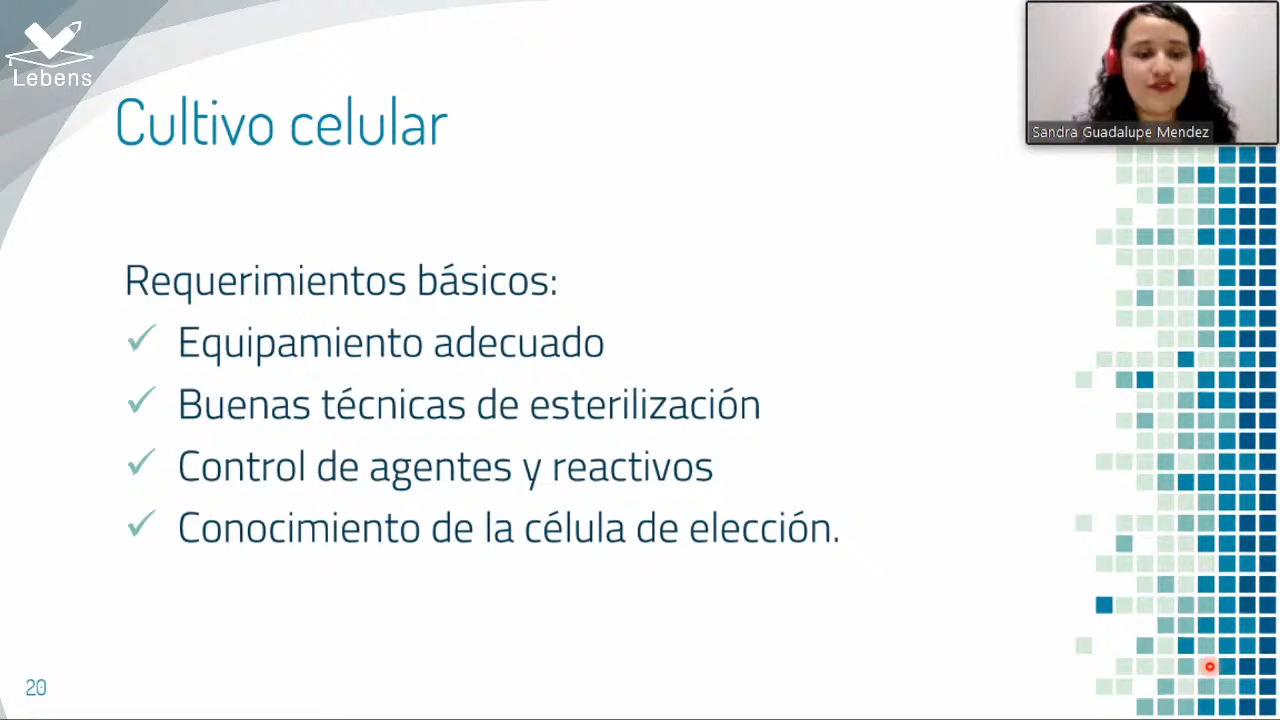 Lebens
Cultivo celular
Sandra Guadalupe Mendez
Requerimientos básicos:
✓ Equipamiento adecuado
✓ Buenas técnicas de esterilización
✓ Control de agentes y reactivos
✓ Conocimiento de la célula de elección.
20